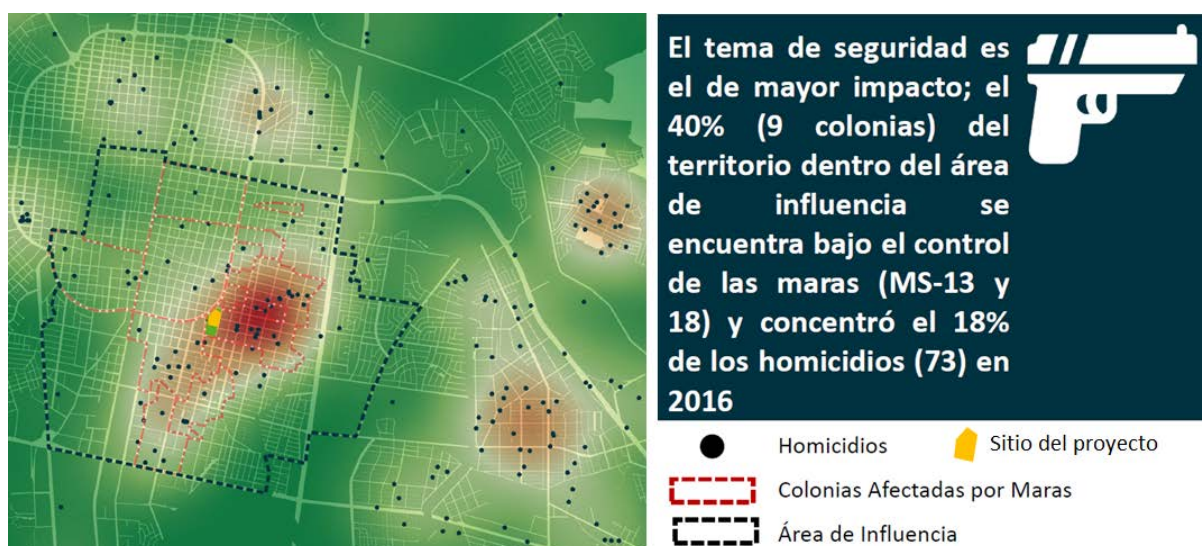 El tema de seguridad es
el de mayor impacto; el
40% (9 colonias) del
territorio dentro del área
de influencia se
encuentra bajo el control
de las maras (MS-13 y
18) y concentró el 18%
de los homicidios (73) en
2016
Homicidios
Sitio del proyecto
Colonias Afectadas por Maras
Área de Influencia